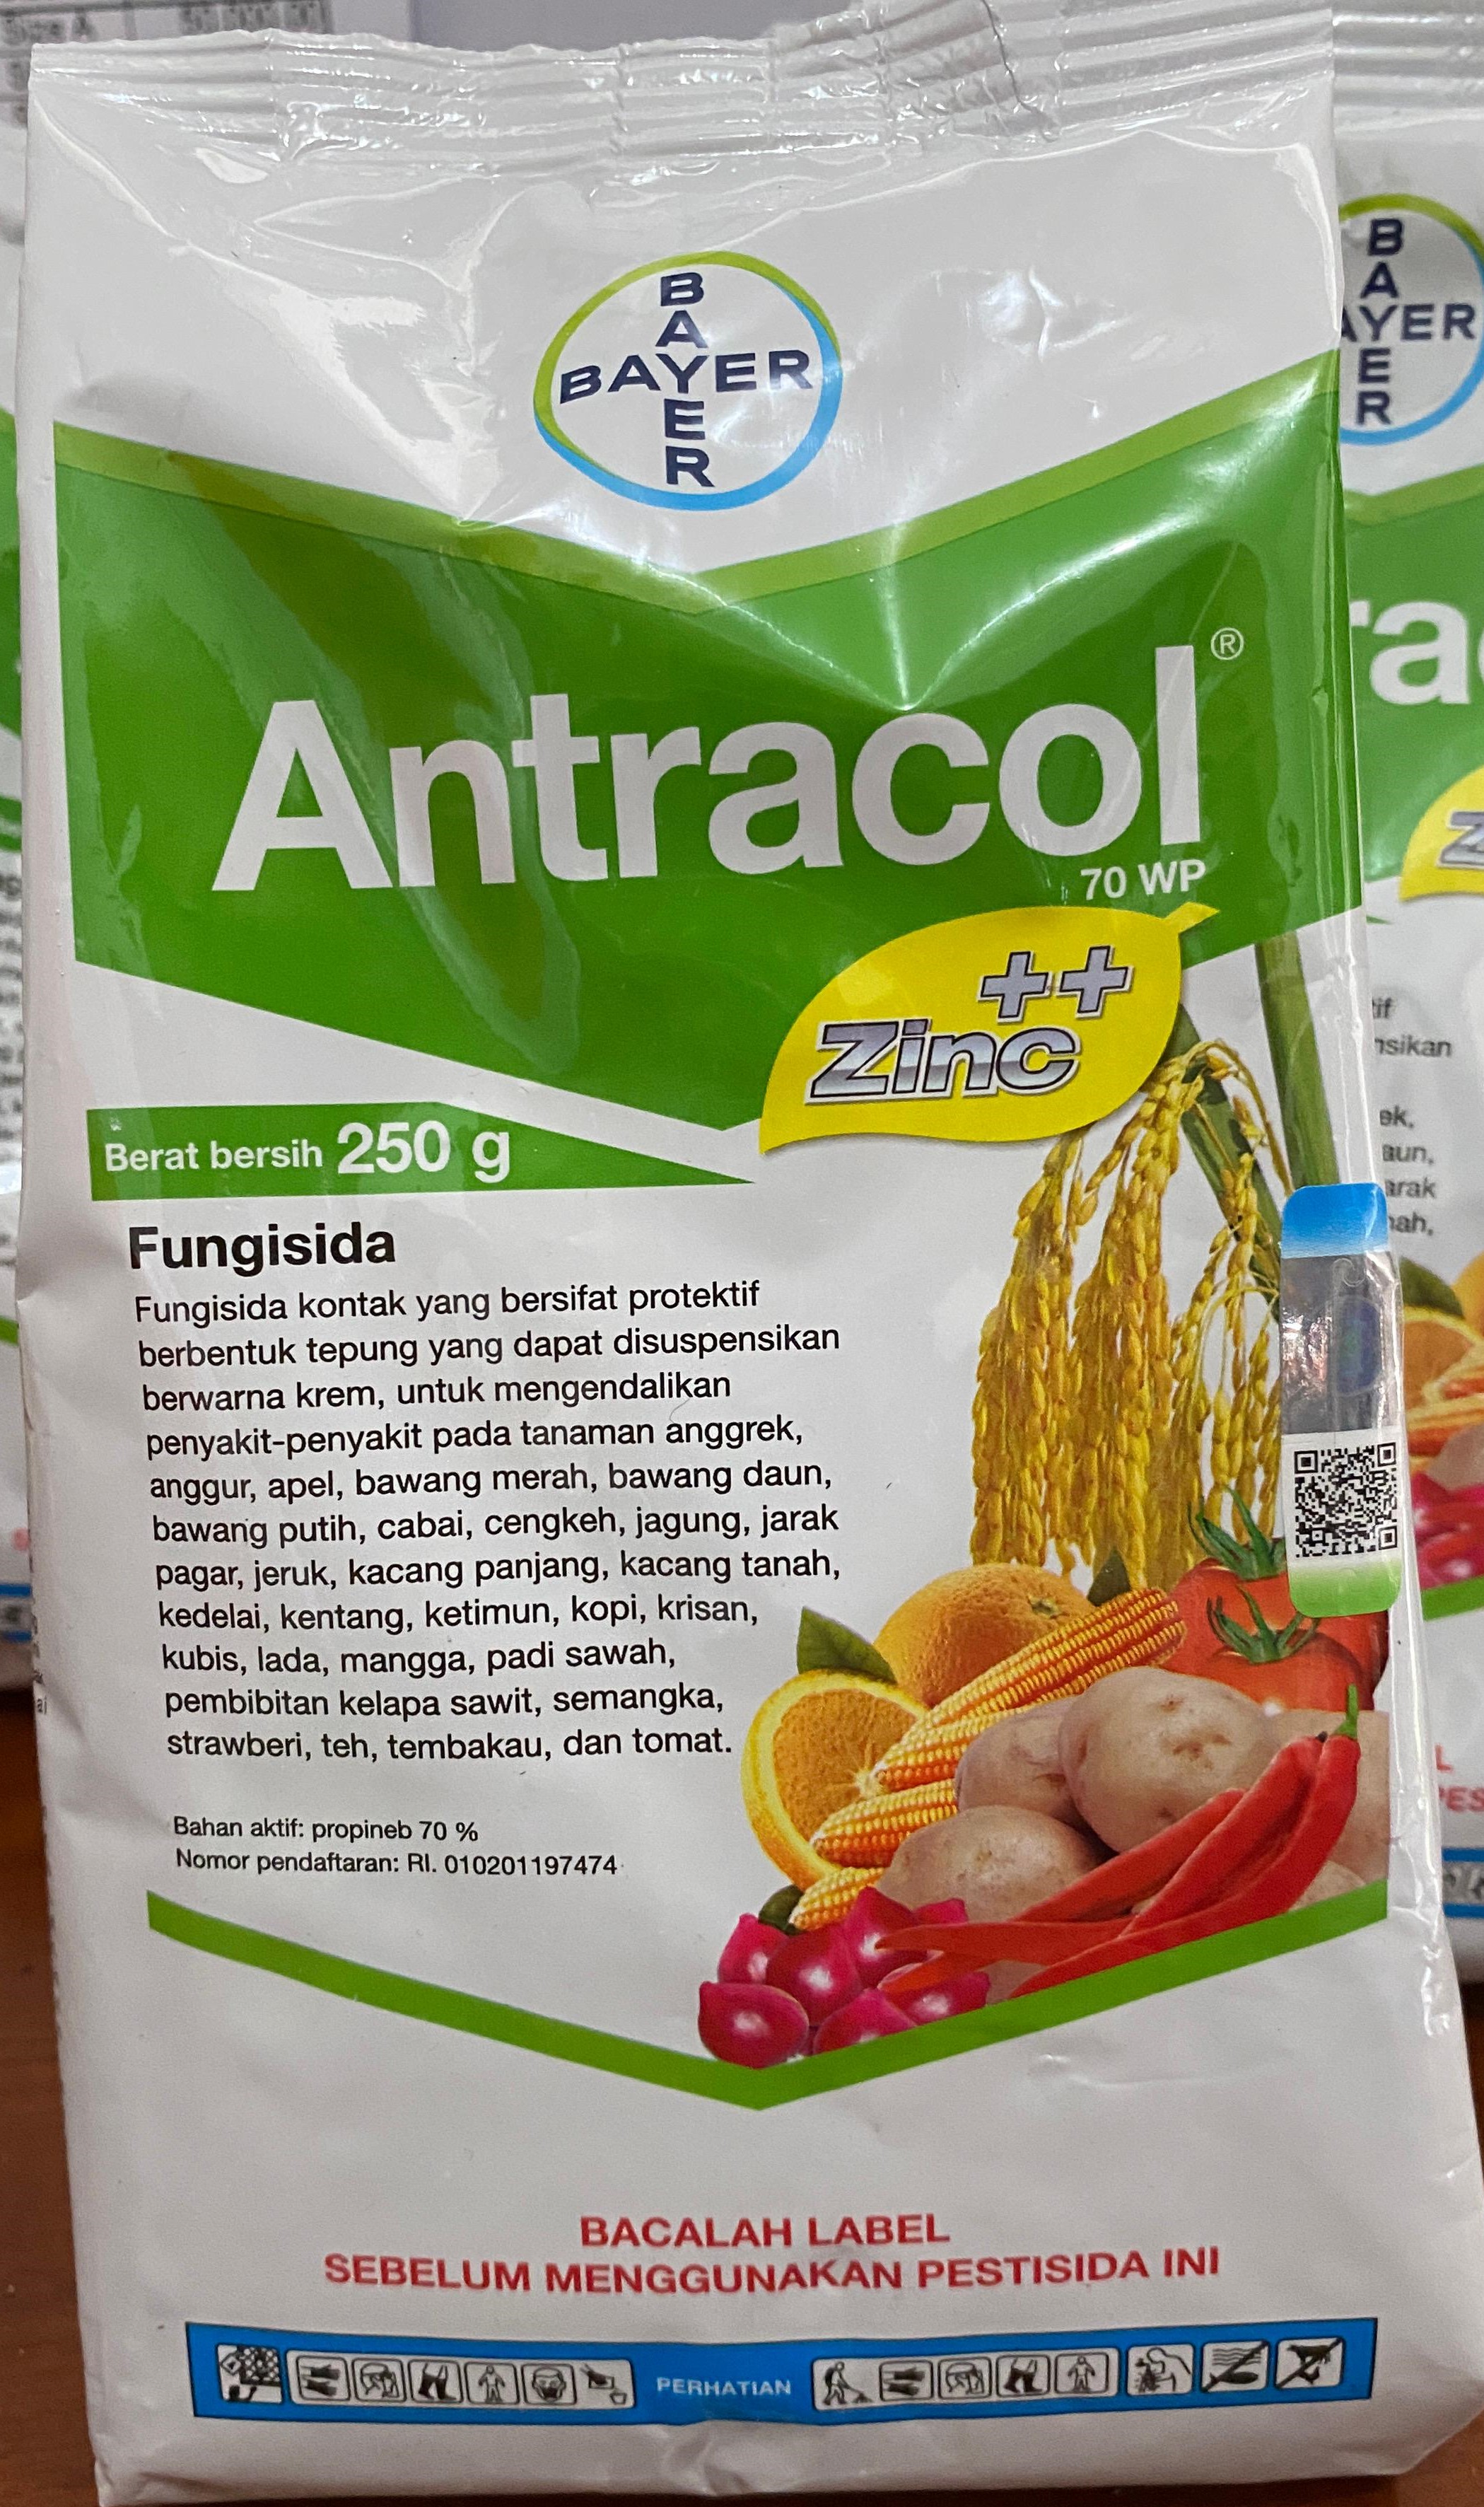 BAYER
BAYER
Antracol®
70 WP
Zinc++
Berat bersih 250 g
Fungisida
Fungisida kontak yang bersifat protektif
berbentuk tepung yang dapat disuspensikan
berwarna krem, untuk mengendalikan
penyakit-penyakit pada tanaman anggrek,
anggur, apel, bawang merah, bawang daun,
bawang putih, cabai, cengkeh, jagung, jarak
pagar, jeruk, kacang panjang, kacang tanah,
kedelai, kentang, ketimun, kopi, krisan,
kubis, lada, mangga, padi sawah,
pembibitan kelapa sawit, semangka,
strawberi, teh, tembakau, dan tomat.
Bahan aktif: propineb 70 %
Nomor pendaftaran: RI. 010201197474
BACALAH LABEL
SEBELUM MENGGUNAKAN PESTISIDA INI
PERHATIAN